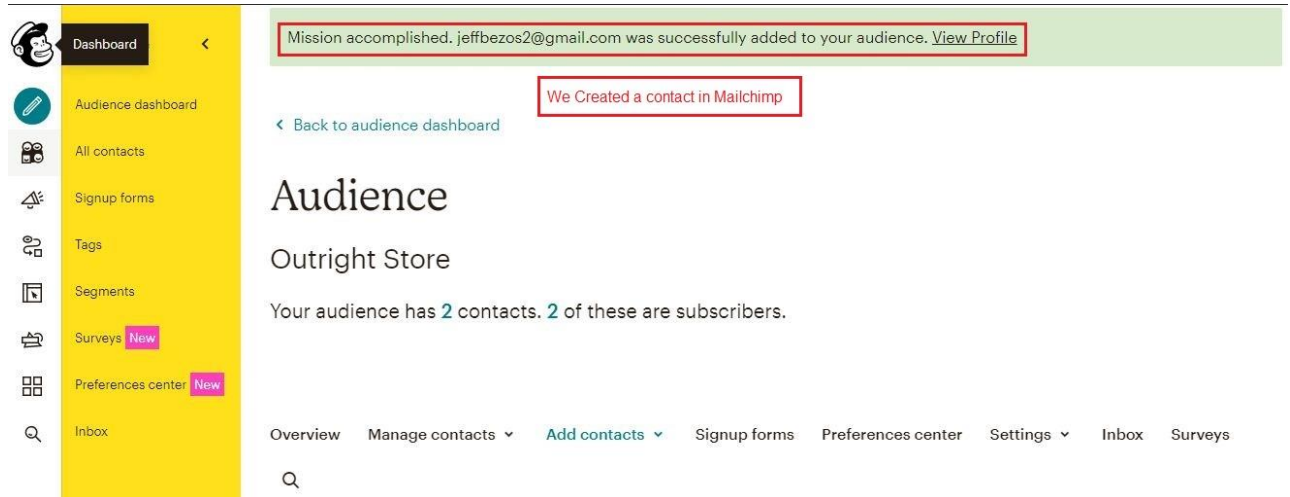 Dashboard
Audience dashboard
All contacts
Signup forms
Tags
Segments
Surveys New
Preferences center New
Inbox
Mission accomplished. jeffbezos2@gmail.com was successfully added to your audience. View Profile
We Created a contact in Mailchimp
Back to audience dashboard
Audience
Outright Store
Your audience has 2 contacts. 2 of these are subscribers.
Overview Manage contacts Add contacts Signup forms Preferences center Settings Inbox Surveys